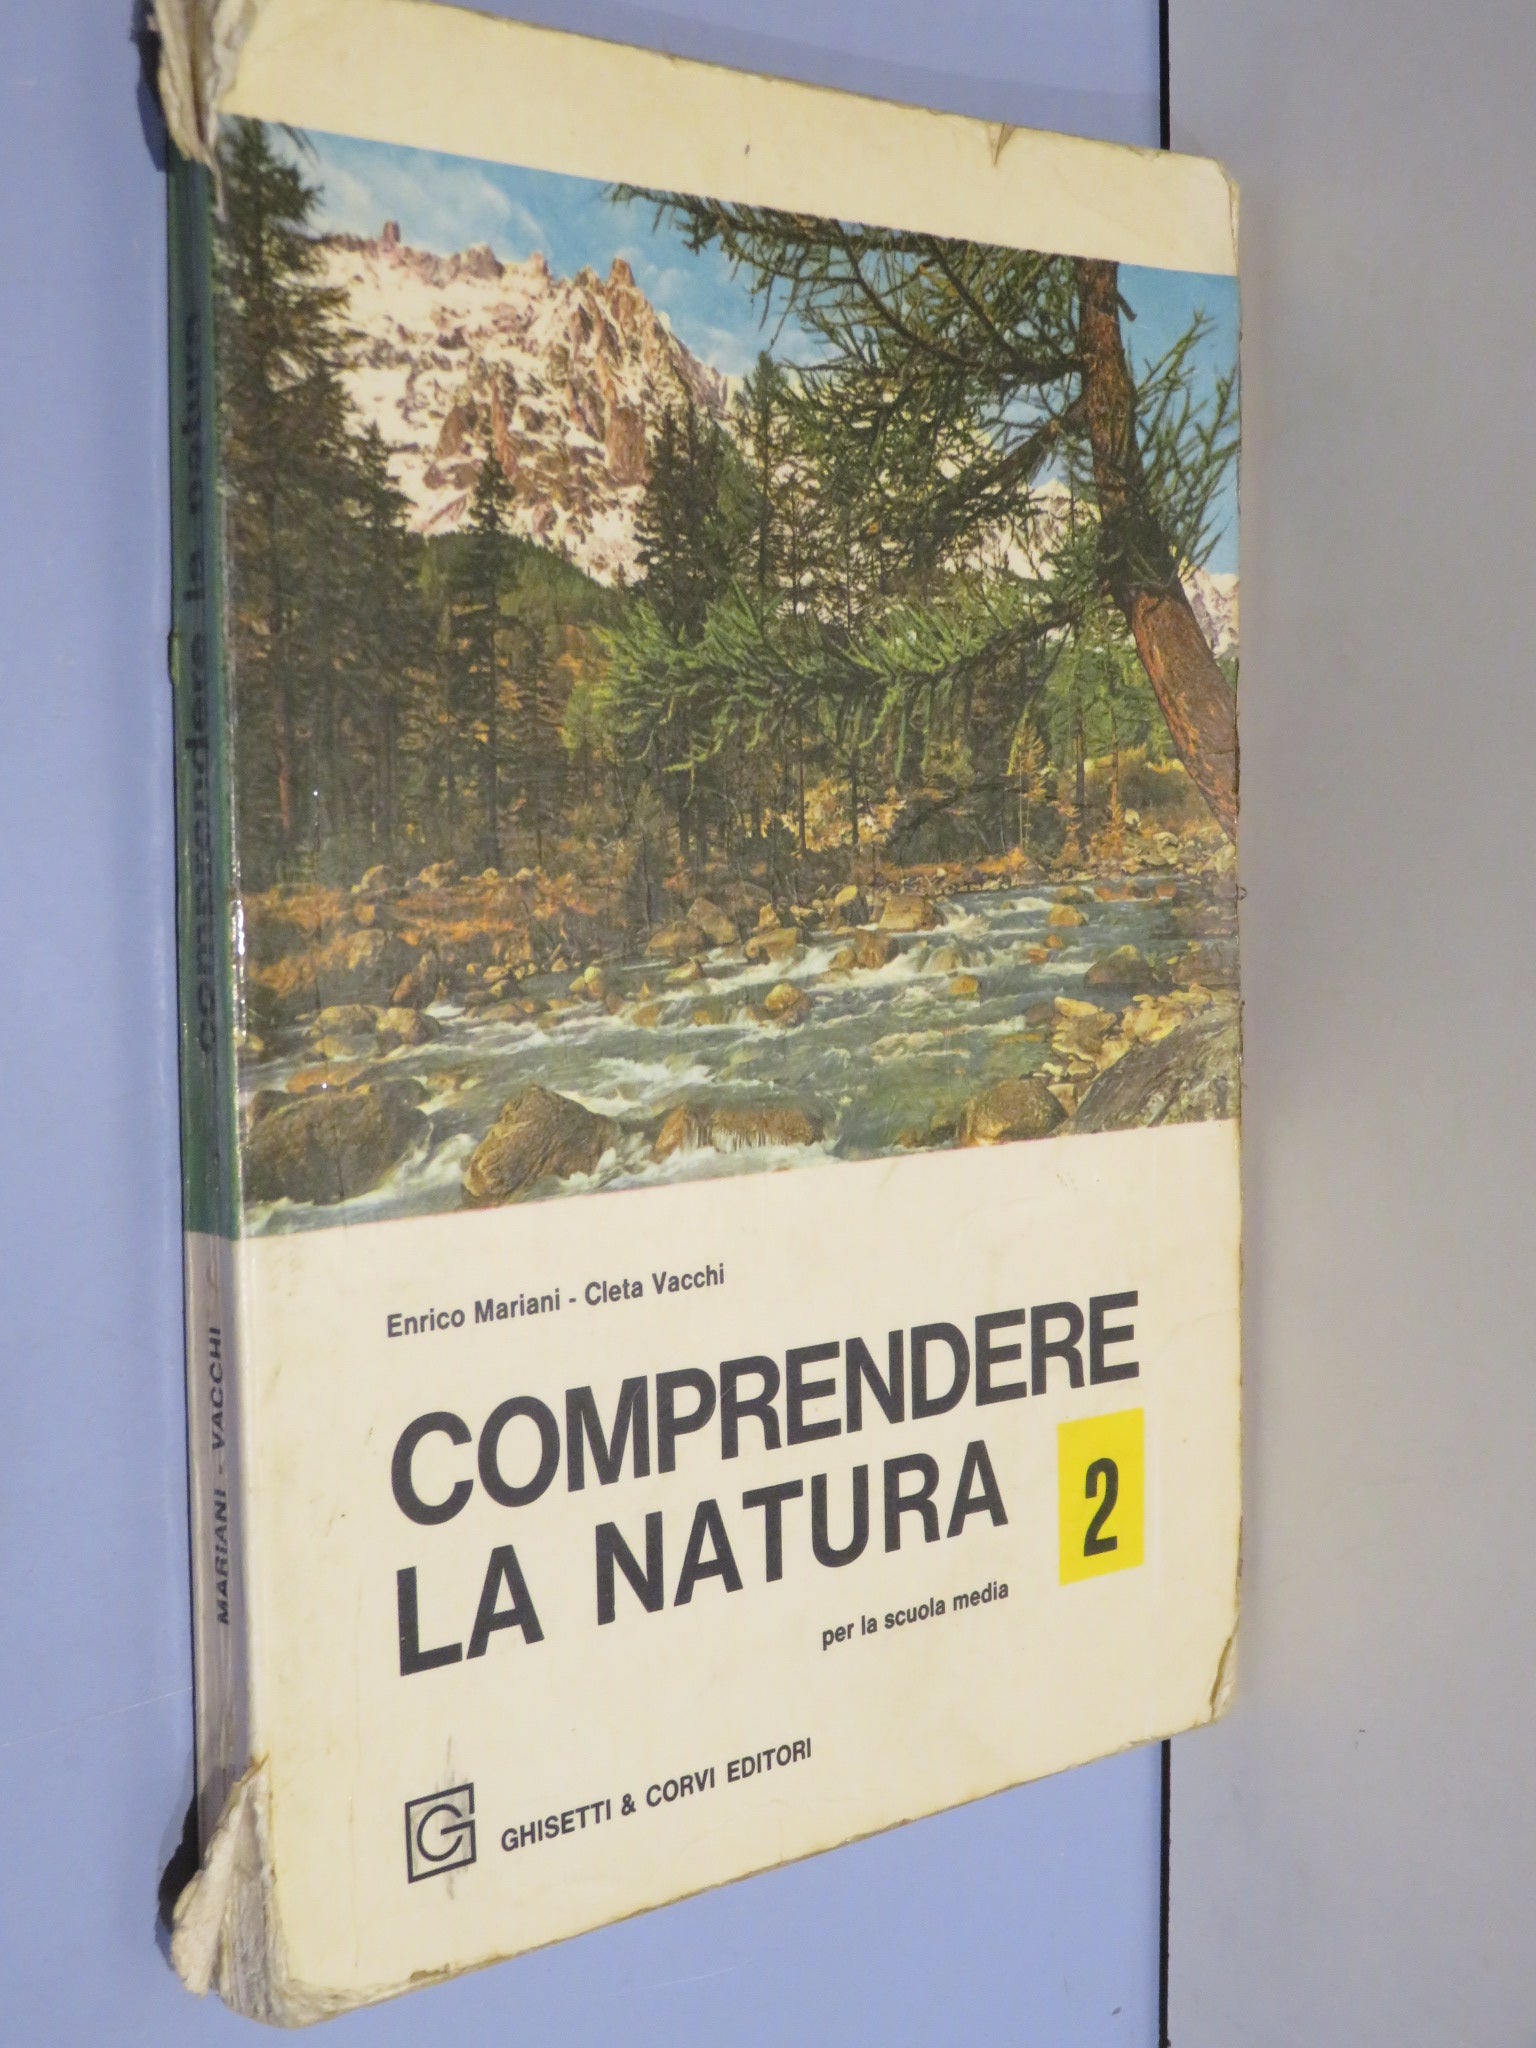 Enrico Mariani - Cleta Vacchi
COMPRENDERE
LA NATURA
2
per la scuola media
GHISETTI & CORVI EDITORI
MARIANI - VACCHI
comprendere la natura